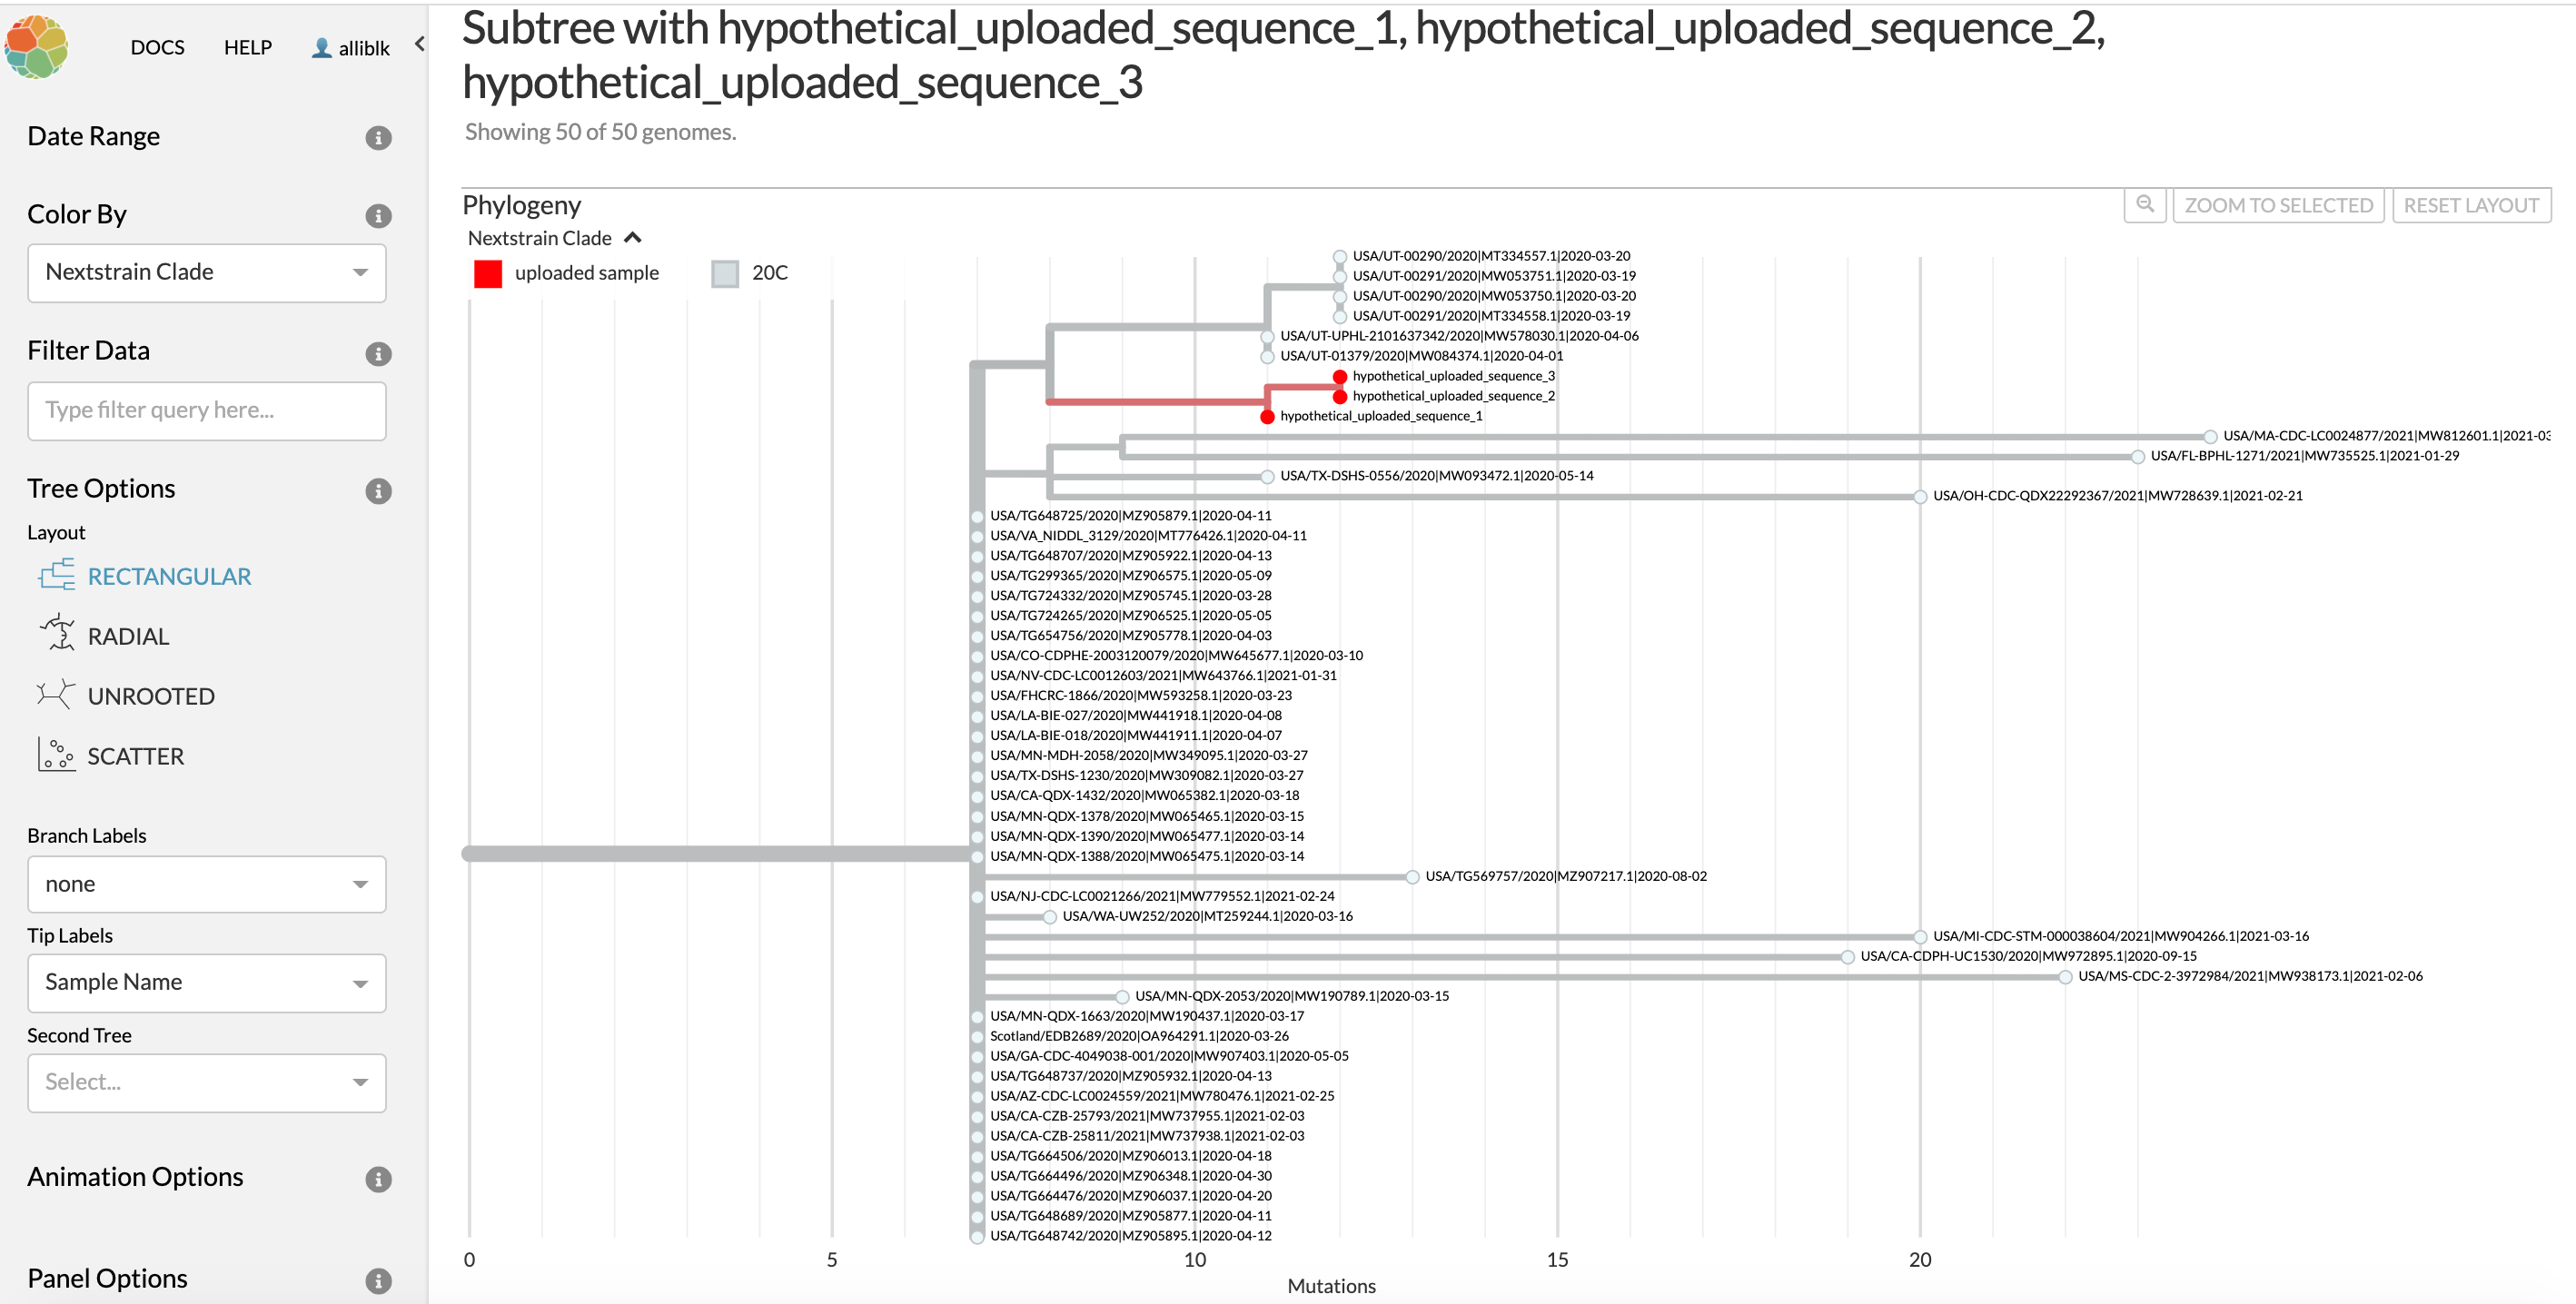 DOCS HELP alliblk
Date Range
Color By
Nextstrain Clade
Filter Data
Type filter query here...
Tree Options
Layout
RECTANGULAR
RADIAL
UNROOTED
SCATTER
Branch Labels
none
Tip Labels
Sample Name
Second Tree
Select...
Animation Options
Panel Options
Subtree with hypothetical_uploaded_sequence_1, hypothetical_uploaded_sequence_2,
hypothetical_uploaded_sequence_3
Showing 50 of 50 genomes.
Phylogeny
ZOOM TO SELECTED RESET LAYOUT
Nextstrain Clade
uploaded sample 20C
USA/UT-00290/2020|MT334557.1|2020-03-20
USA/UT-00291/2020|MW053751.1|2020-03-19
USA/UT-00290/2020|MW053750.1|2020-03-20
USA/UT-00291/2020|MT334558.1|2020-03-19
USA/UT-UPHL-2101637342/2020|MW578030.1|2020-04-06
USA/UT-01379/2020|MW084374.1|2020-04-01
hypothetical_uploaded_sequence_3
hypothetical_uploaded_sequence_2
hypothetical_uploaded_sequence_1
USA/MA-CDC-LC0024877/2021|MW812601.1|2021-03
USA/FL-BPHL-1271/2021|MW735525.1|2021-01-29
USA/TX-DSHS-0556/2020|MW093472.1|2020-05-14
USA/OH-CDC-QDX22292367/2021|MW728639.1|2021-02-21
USA/TG648725/2020|MZ905879.1|2020-04-11
USA/VA_NIDDL_3129/2020|MT776426.1|2020-04-11
USA/TG648707/2020|MZ905922.1|2020-04-13
USA/TG299365/2020|MZ906575.1|2020-05-09
USA/TG724332/2020|MZ905745.1|2020-03-28
USA/TG724265/2020|MZ906525.1|2020-05-05
USA/TG654756/2020|MZ905778.1|2020-04-03
USA/CO-CDPHE-2003120079/2020|MW645677.1|2020-03-10
USA/NV-CDC-LC0012603/2021|MW643766.1|2021-01-31
USA/FHCRC-1866/2020|MW593258.1|2020-03-23
USA/LA-BIE-027/2020|MW441918.1|2020-04-08
USA/LA-BIE-018/2020|MW441911.1|2020-04-07
USA/MN-MDH-2058/2020|MW349095.1|2020-03-27
USA/TX-DSHS-1230/2020|MW309082.1|2020-03-27
USA/CA-QDX-1432/2020|MW065382.1|2020-03-18
USA/MN-QDX-1378/2020|MW065465.1|2020-03-15
USA/MN-QDX-1390/2020|MW065477.1|2020-03-14
USA/MN-QDX-1388/2020|MW065475.1|2020-03-14
USA/TG569757/2020|MZ907217.1|2020-08-02
USA/NJ-CDC-LC0021266/2021|MW779552.1|2021-02-24
USA/WA-UW252/2020|MT259244.1|2020-03-16
USA/MI-CDC-STM-000038604/2021|MW904266.1|2021-03-16
USA/CA-CDPH-UC1530/2020|MW972895.1|2020-09-15
USA/MS-CDC-2-3972984/2021|MW938173.1|2021-02-06
USA/MN-QDX-2053/2020|MW190789.1|2020-03-15
USA/MN-QDX-1663/2020|MW190437.1|2020-03-17
Scotland/EDB2689/2020|OA964291.1|2020-03-26
USA/GA-CDC-4049038-001/2020|MW907403.1|2020-05-05
USA/TG648737/2020|MZ905932.1|2020-04-13
USA/AZ-CDC-LC0024559/2021|MW780476.1|2021-02-25
USA/CA-CZB-25793/2021|MW737955.1|2021-02-03
USA/CA-CZB-25811/2021|MW737938.1|2021-02-03
USA/TG664506/2020|MZ906013.1|2020-04-18
USA/TG664496/2020|MZ906348.1|2020-04-30
USA/TG664476/2020|MZ906037.1|2020-04-20
USA/TG648689/2020|MZ905877.1|2020-04-11
USA/TG648742/2020|MZ905895.1|2020-04-12
0 5 10 15 20
Mutations